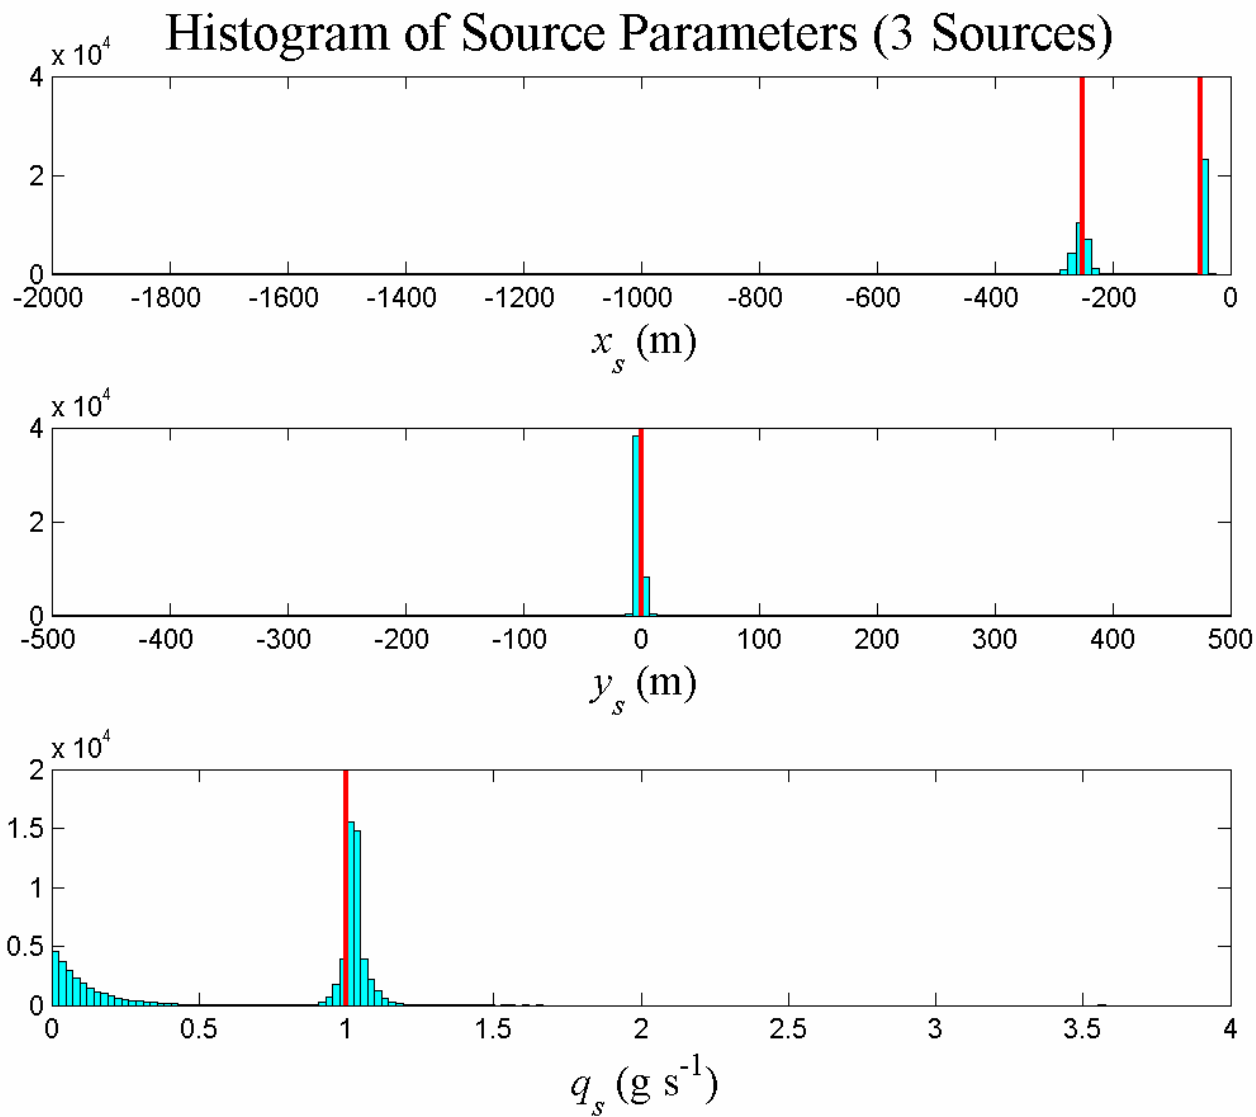 Histogram of Source Parameters (3 Sources)
x 10^4
4
2
0
-2000 -1800 -1600 -1400 -1200 -1000 -800 -600 -400 -200 0
x_s (m)
x 10^4
4
2
0
-500 -400 -300 -200 -100 0 100 200 300 400 500
y_s (m)
x 10^4
2
1.5
1
0.5
0
0 0.5 1 1.5 2 2.5 3 3.5 4
q_s (g s^-1)